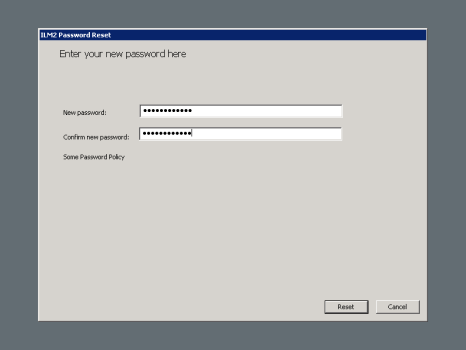 ILM2 Password Reset
Enter your new password here
New password: ●●●●●●●●●●●●
Confirm new password: ●●●●●●●●●●●●
Some Password Policy
Reset Cancel